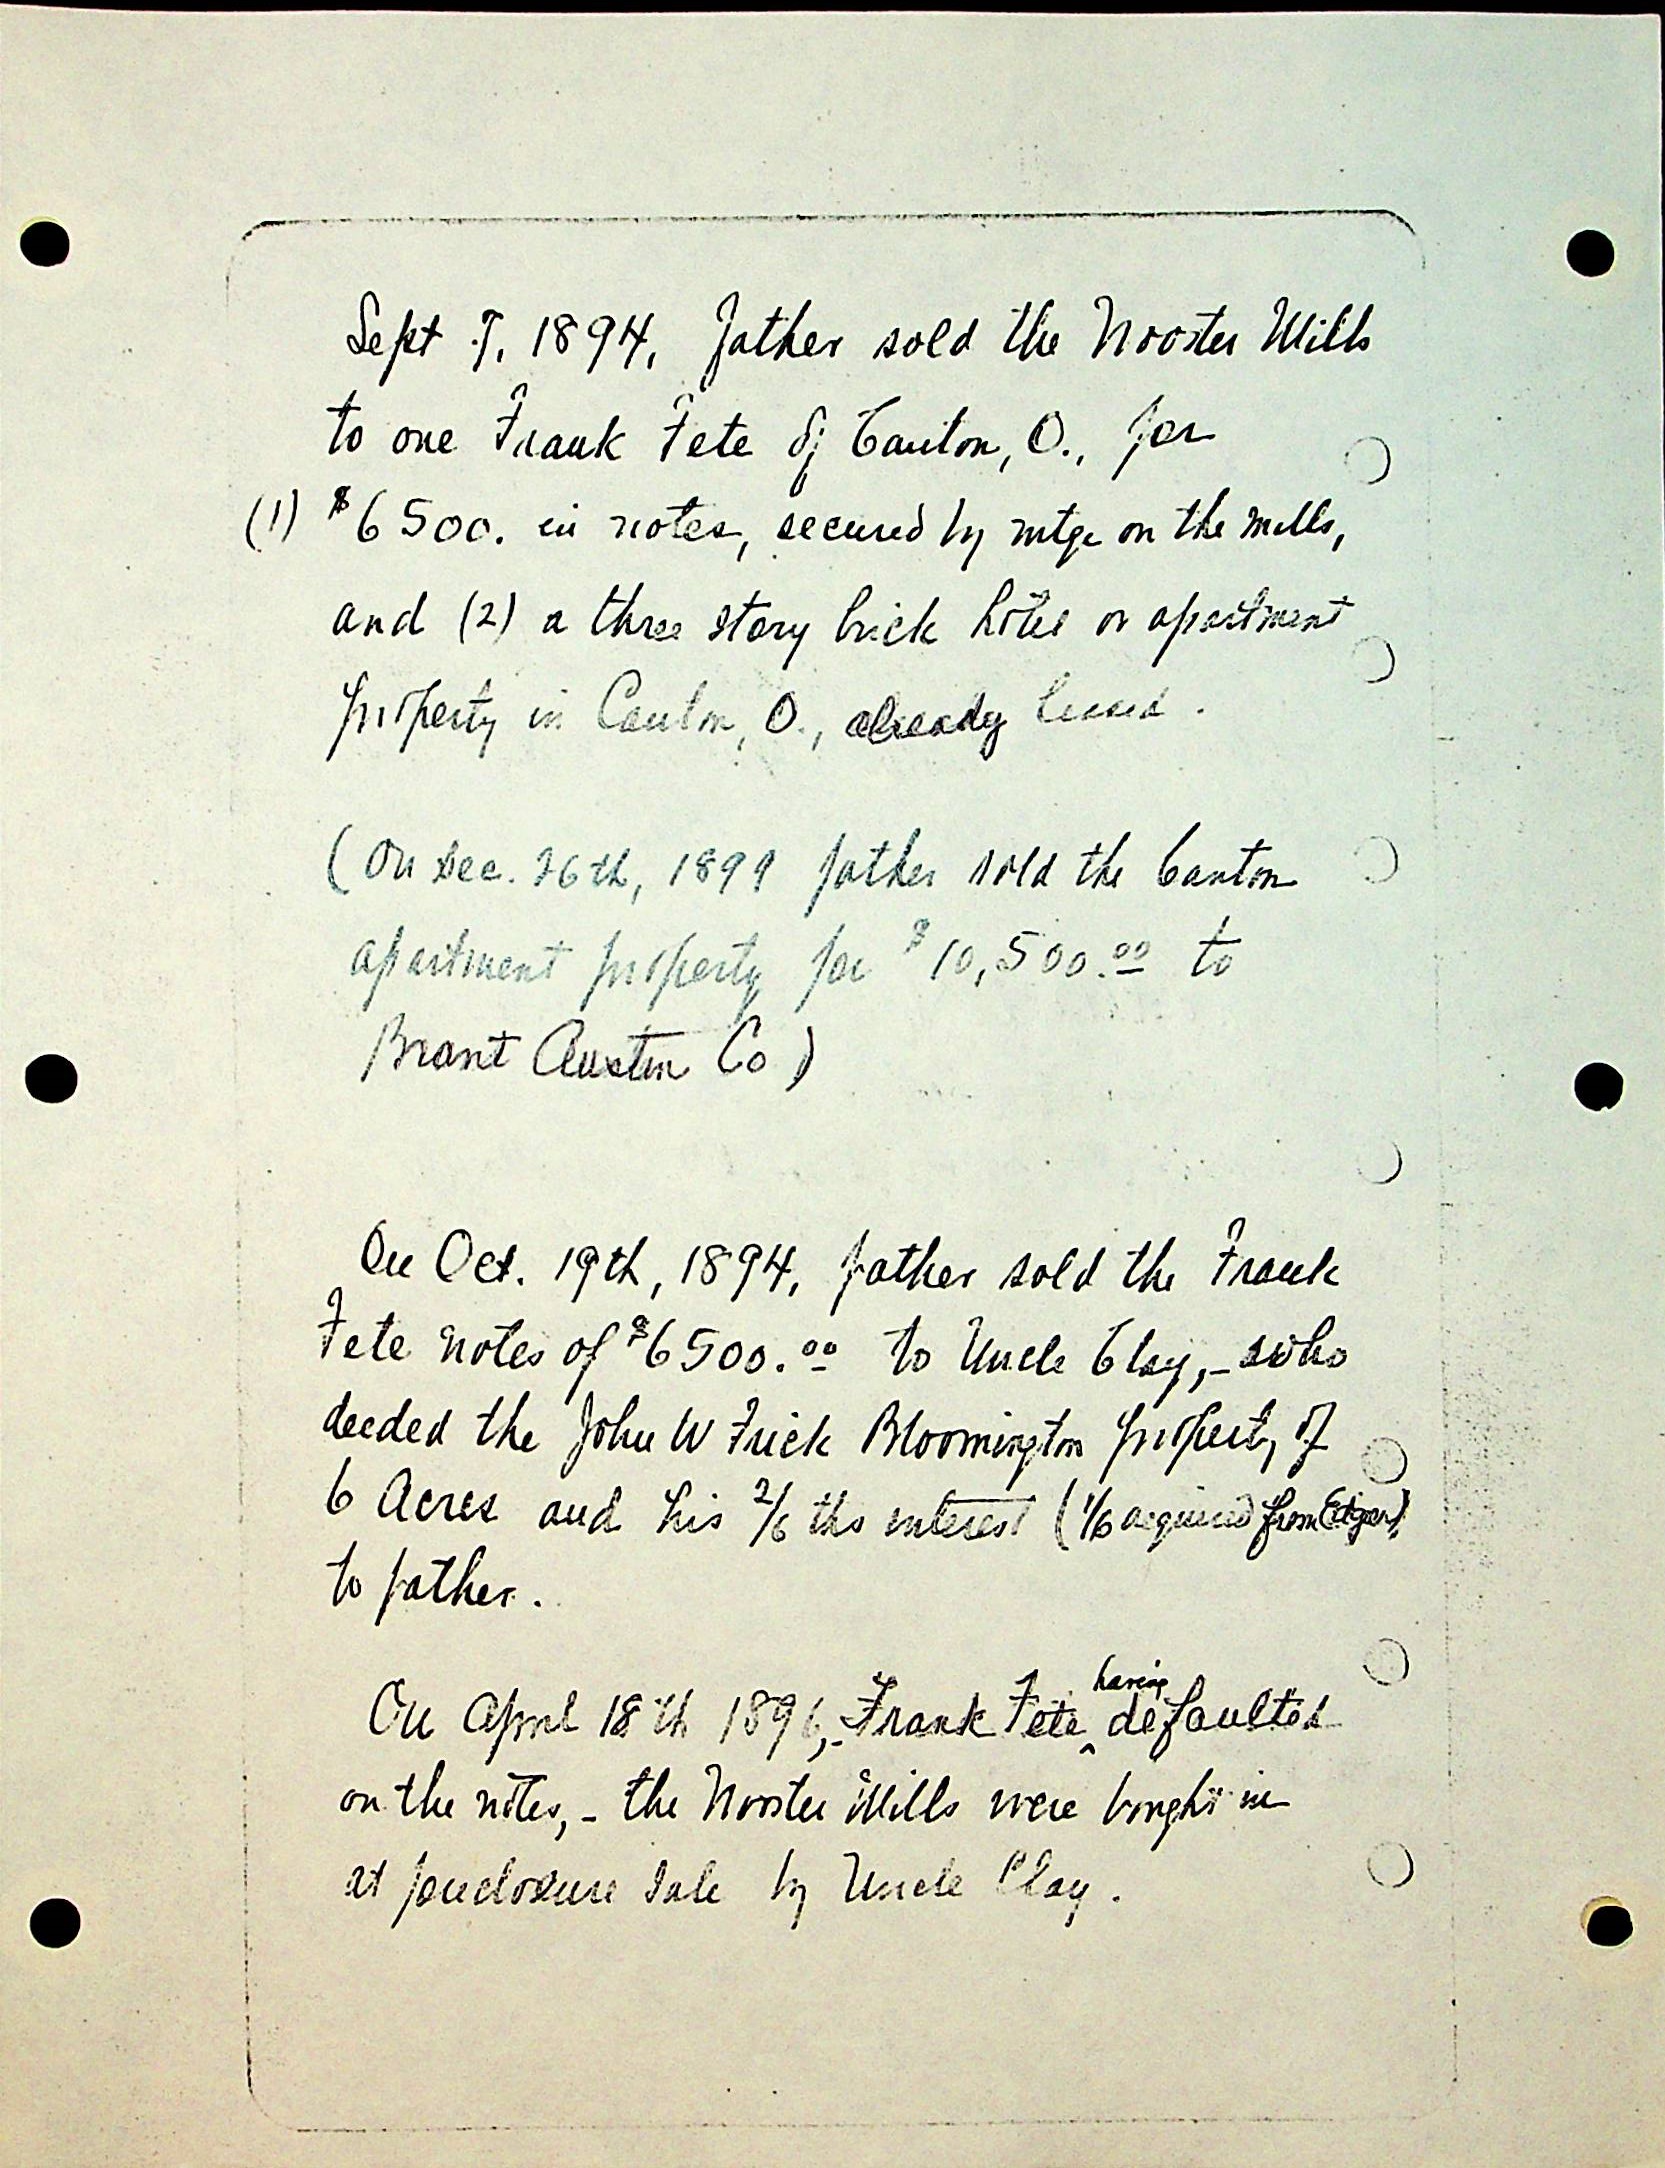 Sept 7, 1894, father sold the Wooster Mills
to one Frank Fete of Canton, O., for
(1) $6500. in notes, secured by mtge on the mills,
and (2) a three story brick hotel or apartment
property in Canton, O., already leased.
(On Dec. 26th, 1899 father sold the Canton
apartment property for $10,500.00 to
Brant Austin Co)
On Oct. 19th, 1894, father sold the Frank
Fete notes of $6500.00 to Uncle Clay,- who
deeded the John W Frick Bloomington property of
6 Acres and his 2/6 ths interest (1/6 acquired from Edgar)
to father.
On April 18th 1896,- Frank Fete having defaulted
on the notes,- the Wooster Mills were bought in
at foreclosure sale by Uncle Clay.